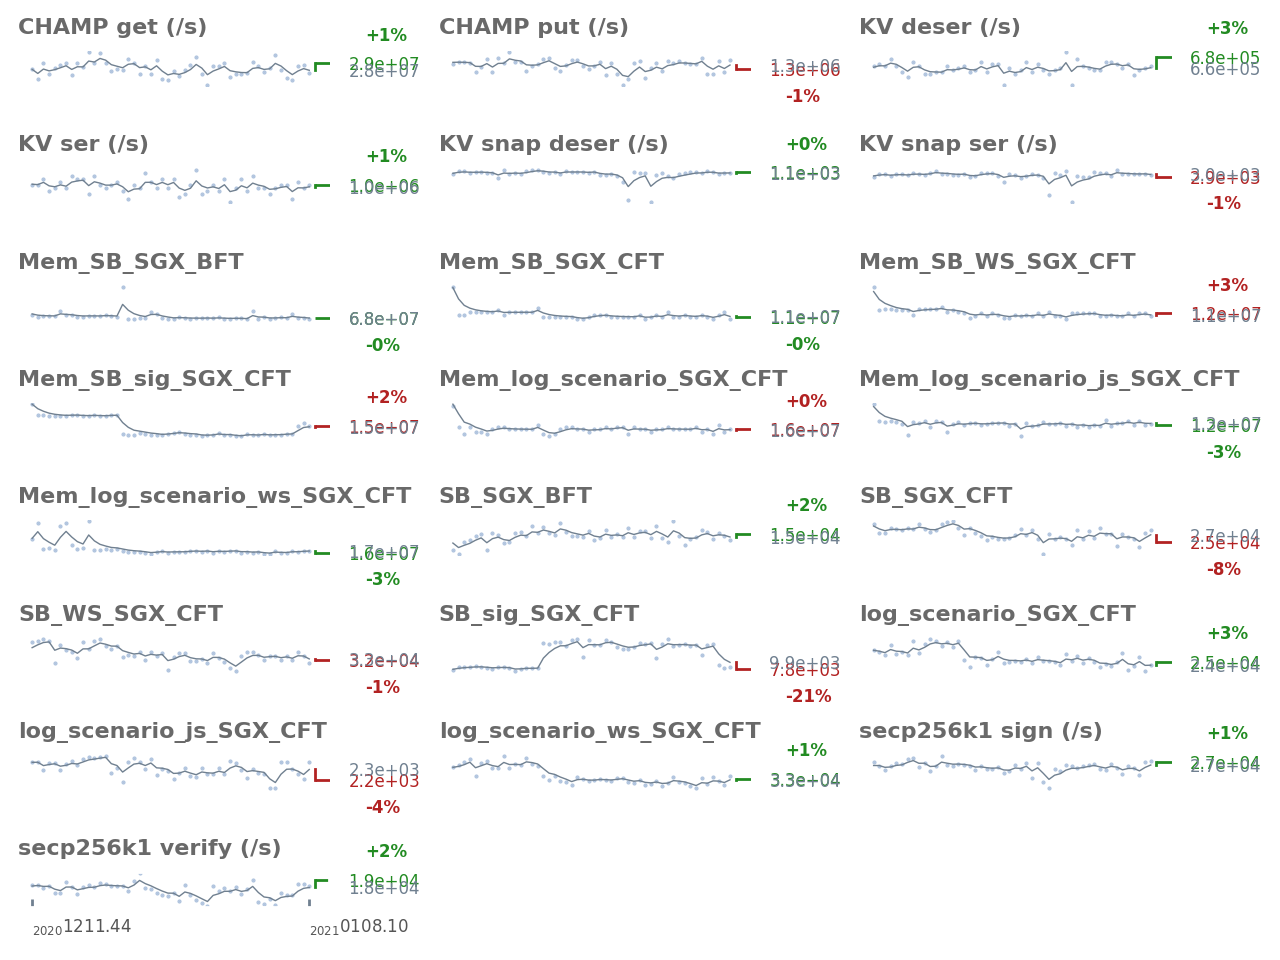 CHAMP get (/s)
+1%
2.9e+07
2.8e+07
CHAMP put (/s)
1.3e+06
1.3e+06
-1%
KV deser (/s)
+3%
6.8e+05
6.6e+05
KV ser (/s)
+1%
1.0e+06
1.0e+06
KV snap deser (/s)
+0%
1.1e+03
1.1e+03
KV snap ser (/s)
3.0e+03
2.9e+03
-1%
Mem_SB_SGX_BFT
6.8e+07
6.8e+07
-0%
Mem_SB_SGX_CFT
1.1e+07
1.1e+07
-0%
Mem_SB_WS_SGX_CFT
+3%
1.2e+07
1.1e+07
Mem_SB_sig_SGX_CFT
+2%
1.5e+07
1.5e+07
Mem_log_scenario_SGX_CFT
+0%
1.6e+07
1.6e+07
Mem_log_scenario_js_SGX_CFT
1.2e+07
-3%
Mem_log_scenario_ws_SGX_CFT
1.7e+07
1.6e+07
-3%
SB_SGX_BFT
+2%
1.5e+04
1.5e+04
SB_SGX_CFT
2.7e+04
2.5e+04
-8%
SB_WS_SGX_CFT
3.2e+04
3.2e+04
-1%
SB_sig_SGX_CFT
9.9e+03
7.8e+03
-21%
log_scenario_SGX_CFT
+3%
2.5e+04
2.4e+04
log_scenario_js_SGX_CFT
2.3e+03
2.2e+03
-4%
log_scenario_ws_SGX_CFT
+1%
3.3e+04
3.3e+04
secp256k1 sign (/s)
+1%
2.7e+04
2.7e+04
secp256k1 verify (/s)
+2%
1.9e+04
1.8e+04
2020 1211.44
2021 0108.10